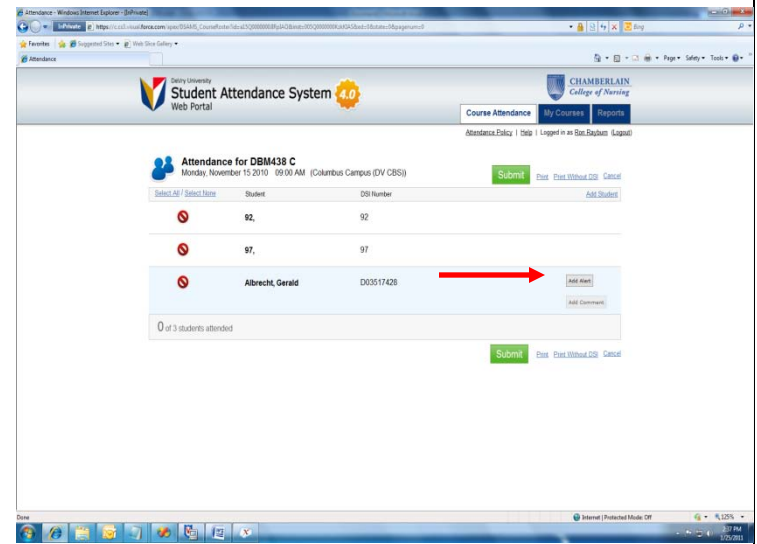 Attendance - Windows Internet Explorer - [InPrivate]
InPrivate
Bing
Favorites Suggested Sites Web Slice Gallery
Attendance
Page Safety Tools
DeVry University
Student Attendance System 4.0
Web Portal
CHAMBERLAIN
College of Nursing
Course Attendance My Courses Reports
Attendance Policy | Help | Logged in as Ron Rayburn (Logout)
Attendance for DBM438 C
Monday, November 15 2010 09:00 AM (Columbus Campus (DV CBS))
Submit Print Print Without DSI Cancel
Select All / Select None Student DSI Number Add Student
92, 92
97, 97
Albrecht, Gerald D03517428 Add Alert
Add Comment
0 of 3 students attended
Submit Print Print Without DSI Cancel
Done Internet | Protected Mode: Off 125%
3:37 PM
1/25/2011